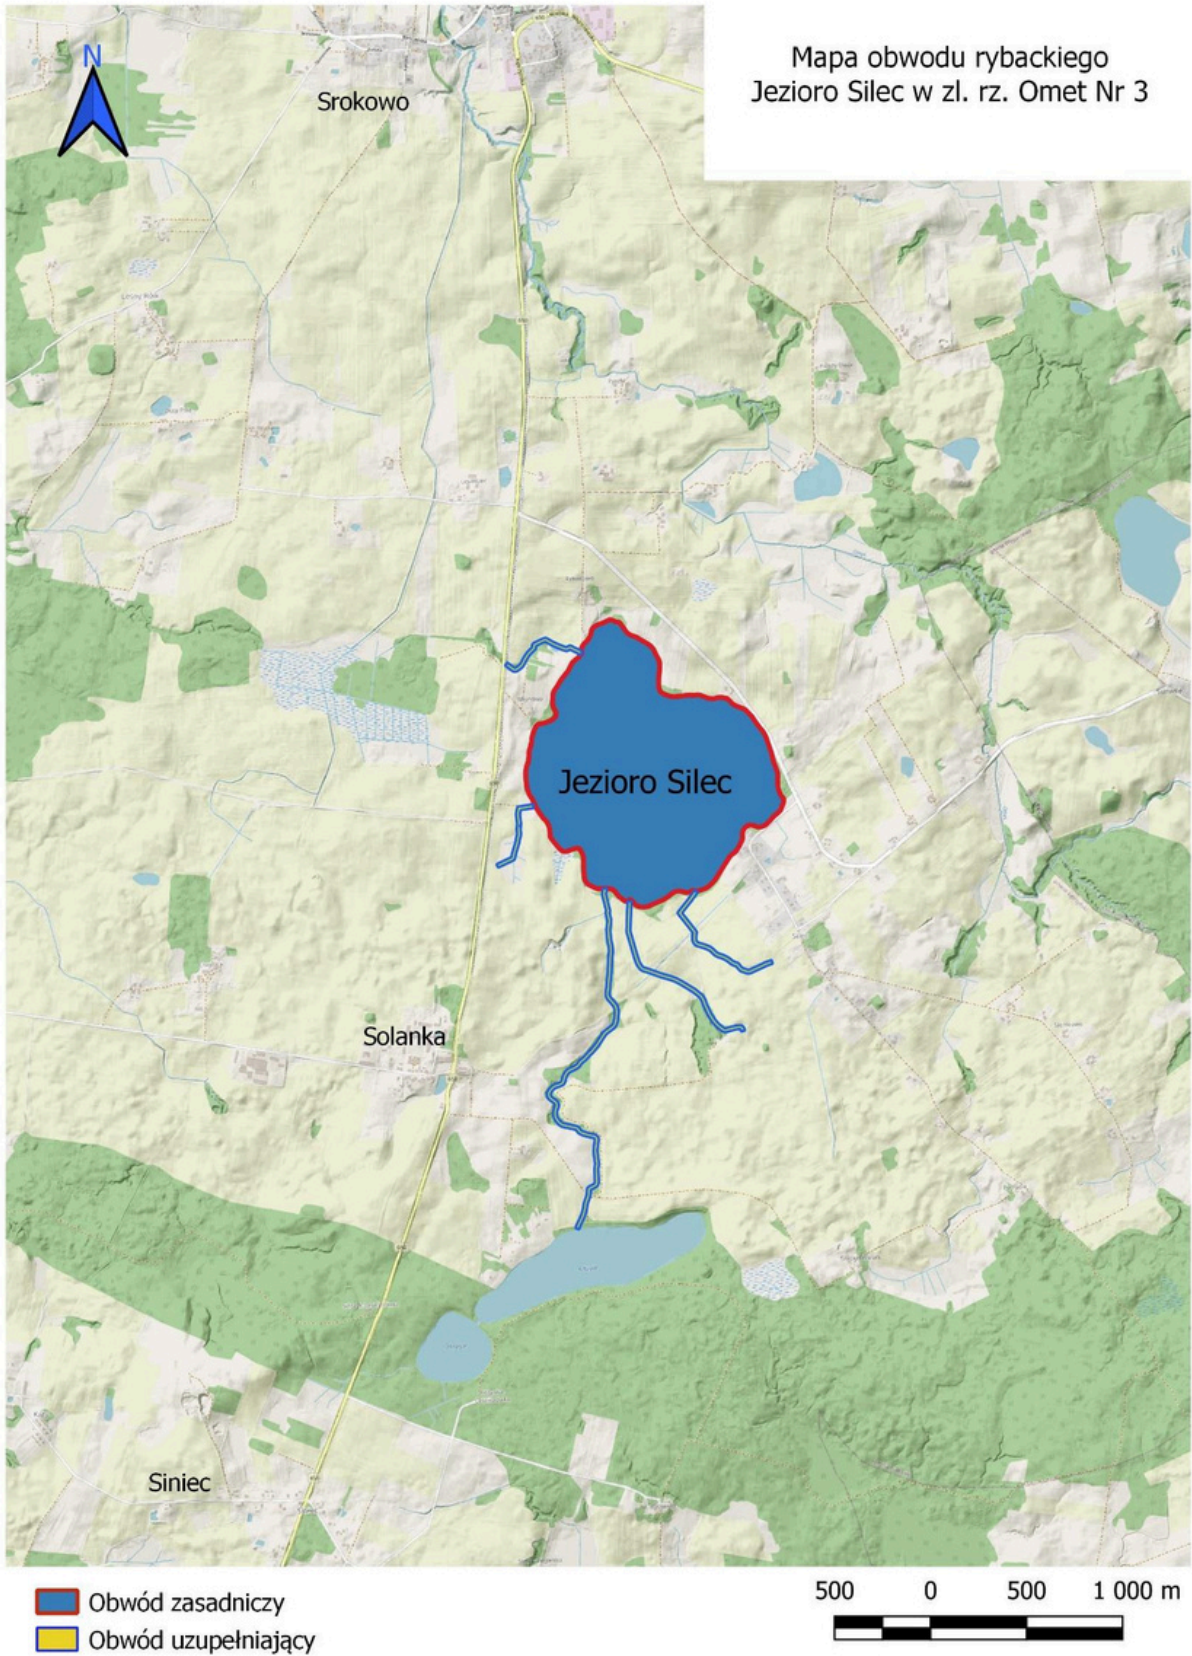 Mapa obwodu rybackiego
Jezioro Silec w zl. rz. Omet Nr 3
N
Srokowo
Jezioro Silec
Solanka
Siniec
Obwód zasadniczy
Obwód uzupełniający
500 0 500 1 000 m